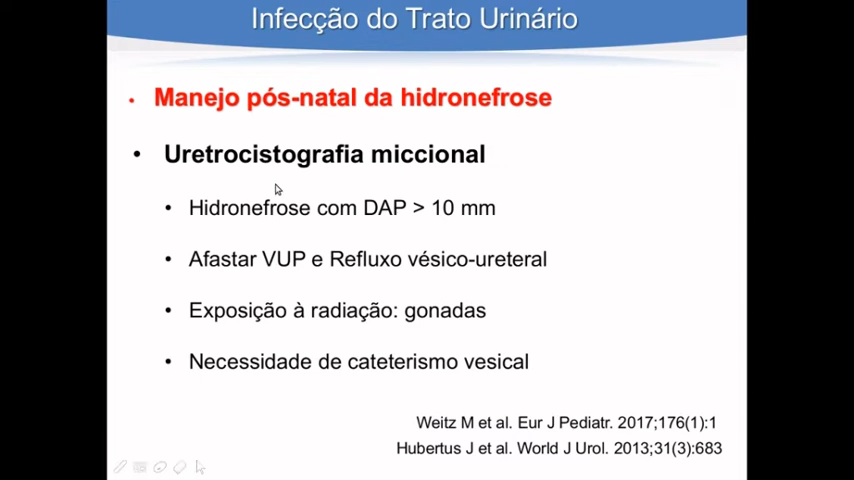 Infecção do Trato Urinário
• Manejo pós-natal da hidronefrose
• Uretrocistografia miccional
• Hidronefrose com DAP > 10 mm
• Afastar VUP e Refluxo vésico-ureteral
• Exposição à radiação: gonadas
• Necessidade de cateterismo vesical
Weitz M et al. Eur J Pediatr. 2017;176(1):1
Hubertus J et al. World J Urol. 2013;31(3):683